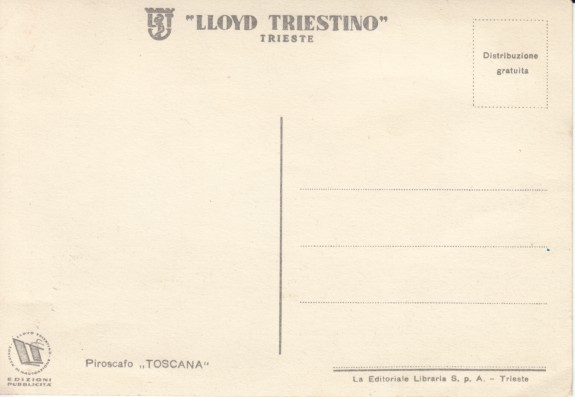 "LLOYD TRIESTINO"
TRIESTE
Distribuzione
gratuita
Piroscafo „TOSCANA"
EDIZIONI
PUBBLICITÀ
La Editoriale Libraria S. p. A. – Trieste